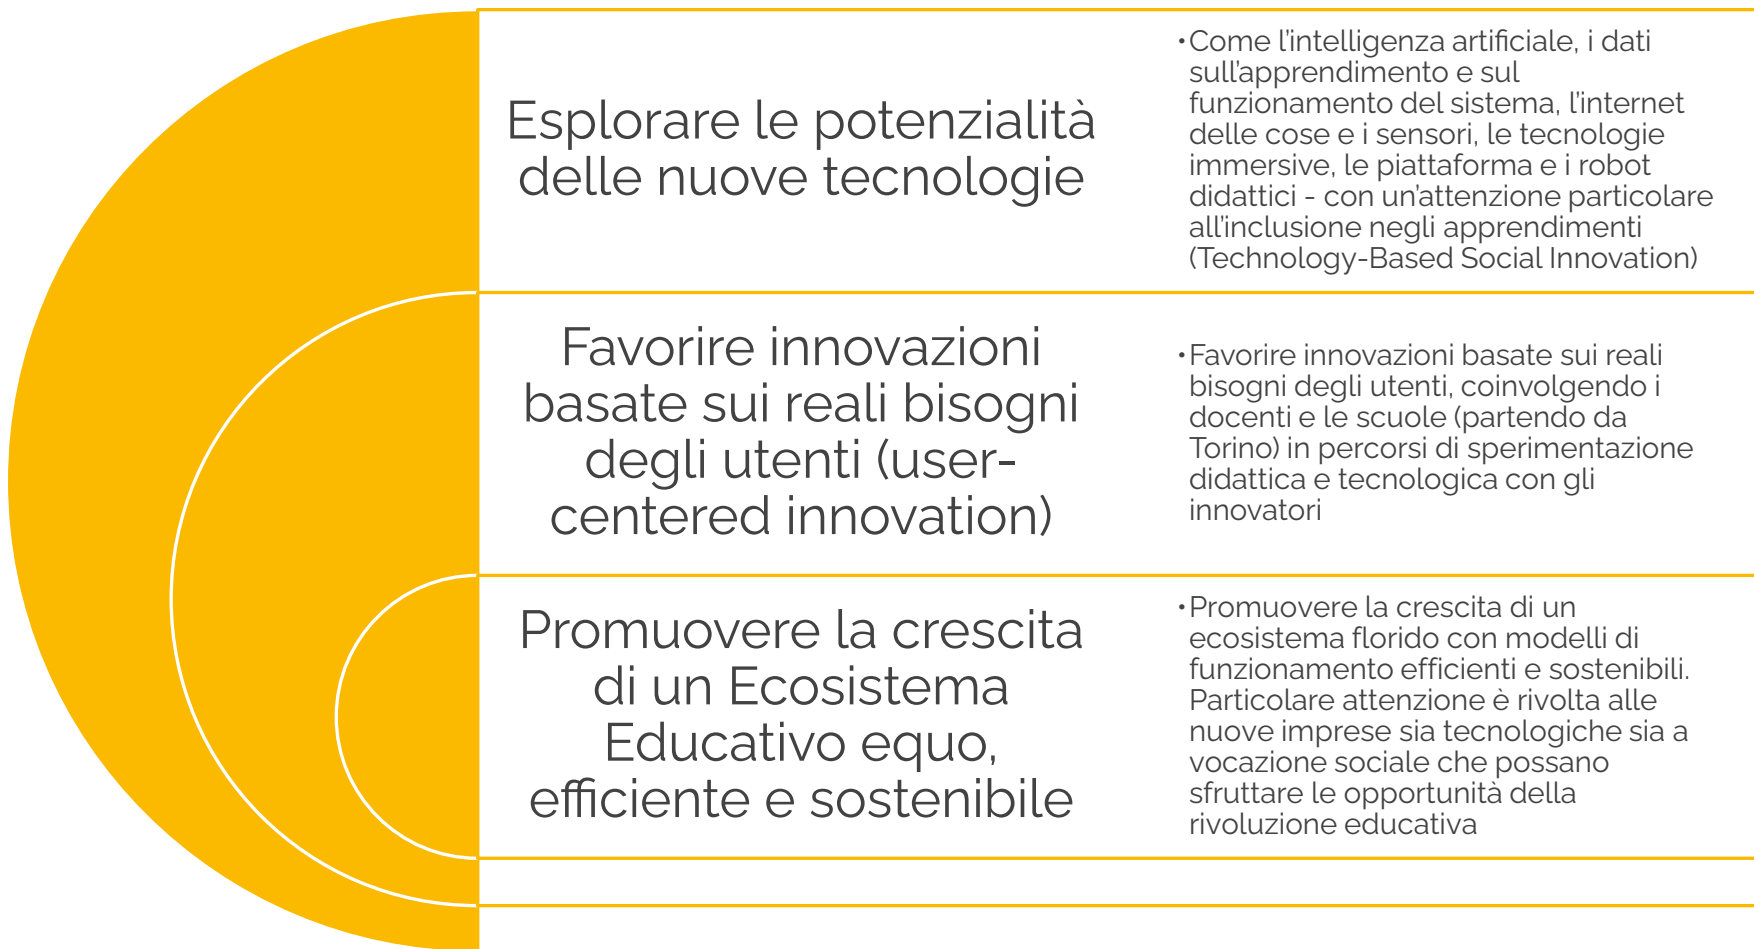 Esplorare le potenzialità
delle nuove tecnologie
•Come l'intelligenza artificiale, i dati
sull'apprendimento e sul
funzionamento del sistema, l'internet
delle cose e i sensori, le tecnologie
immersive, le piattaforma e i robot
didattici - con un'attenzione particolare
all'inclusione negli apprendimenti
(Technology-Based Social Innovation)
Favorire innovazioni
basate sui reali bisogni
degli utenti (user-
centered innovation)
•Favorire innovazioni basate sui reali
bisogni degli utenti, coinvolgendo i
docenti e le scuole (partendo da
Torino) in percorsi di sperimentazione
didattica e tecnologica con gli
innovatori
Promuovere la crescita
di un Ecosistema
Educativo equo,
efficiente e sostenibile
•Promuovere la crescita di un
ecosistema florido con modelli di
funzionamento efficienti e sostenibili.
Particolare attenzione è rivolta alle
nuove imprese sia tecnologiche sia a
vocazione sociale che possano
sfruttare le opportunità della
rivoluzione educativa